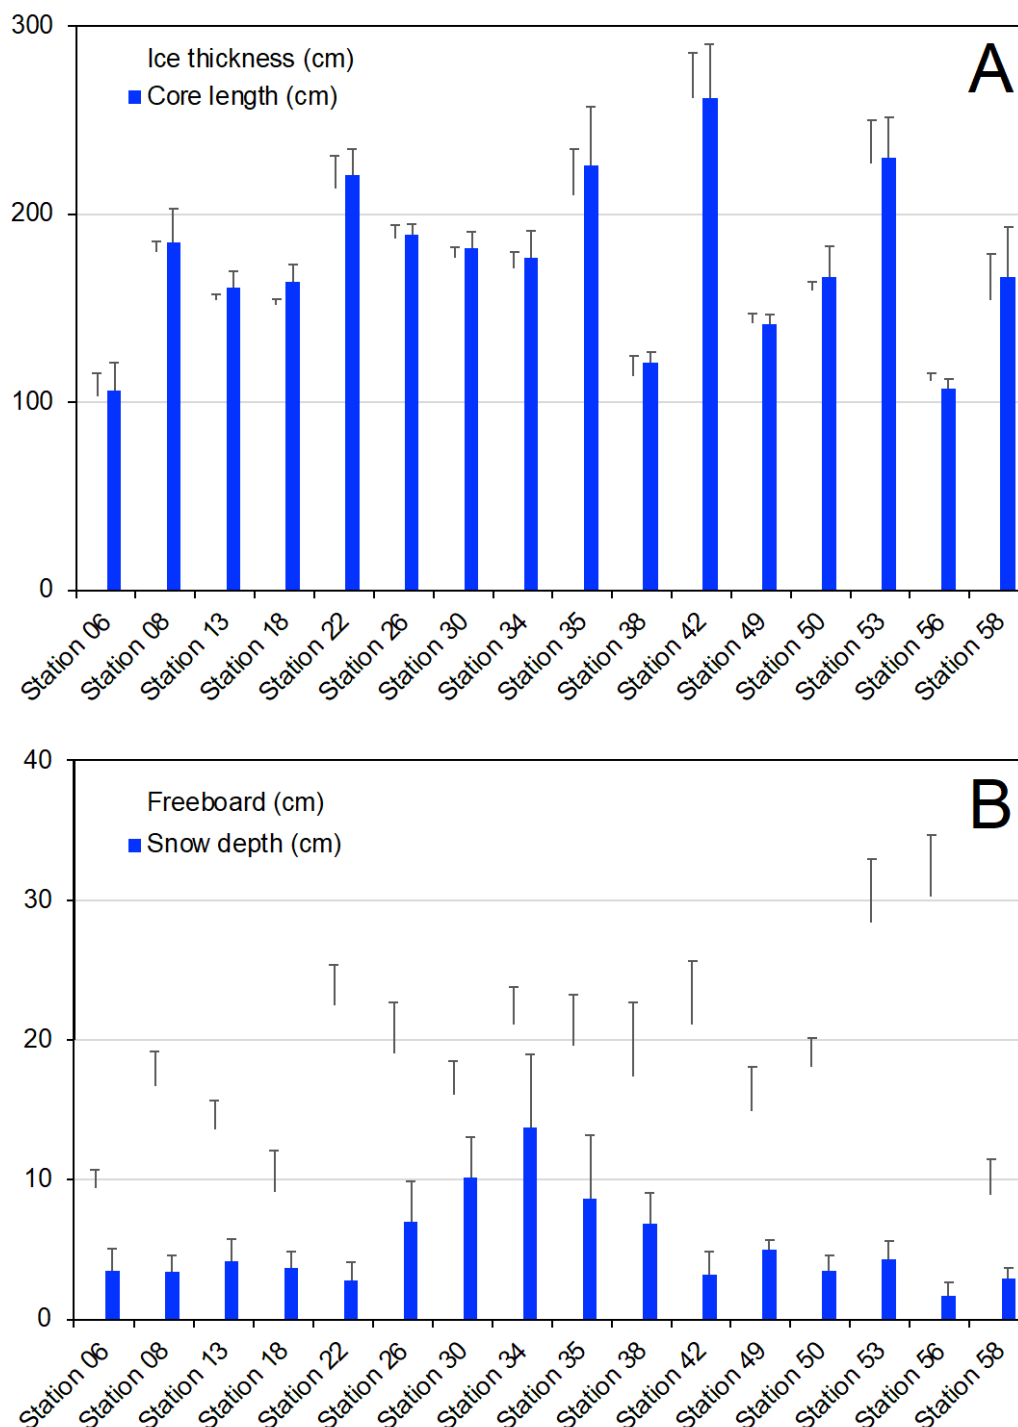 300
Ice thickness (cm)
Core length (cm)
A
200
100
0
Station 06
Station 08
Station 13
Station 18
Station 22
Station 26
Station 30
Station 34
Station 35
Station 38
Station 42
Station 49
Station 50
Station 53
Station 56
Station 58
40
Freeboard (cm)
Snow depth (cm)
B
30
20
10
0
Station 06
Station 08
Station 13
Station 18
Station 22
Station 26
Station 30
Station 34
Station 35
Station 38
Station 42
Station 49
Station 50
Station 53
Station 56
Station 58